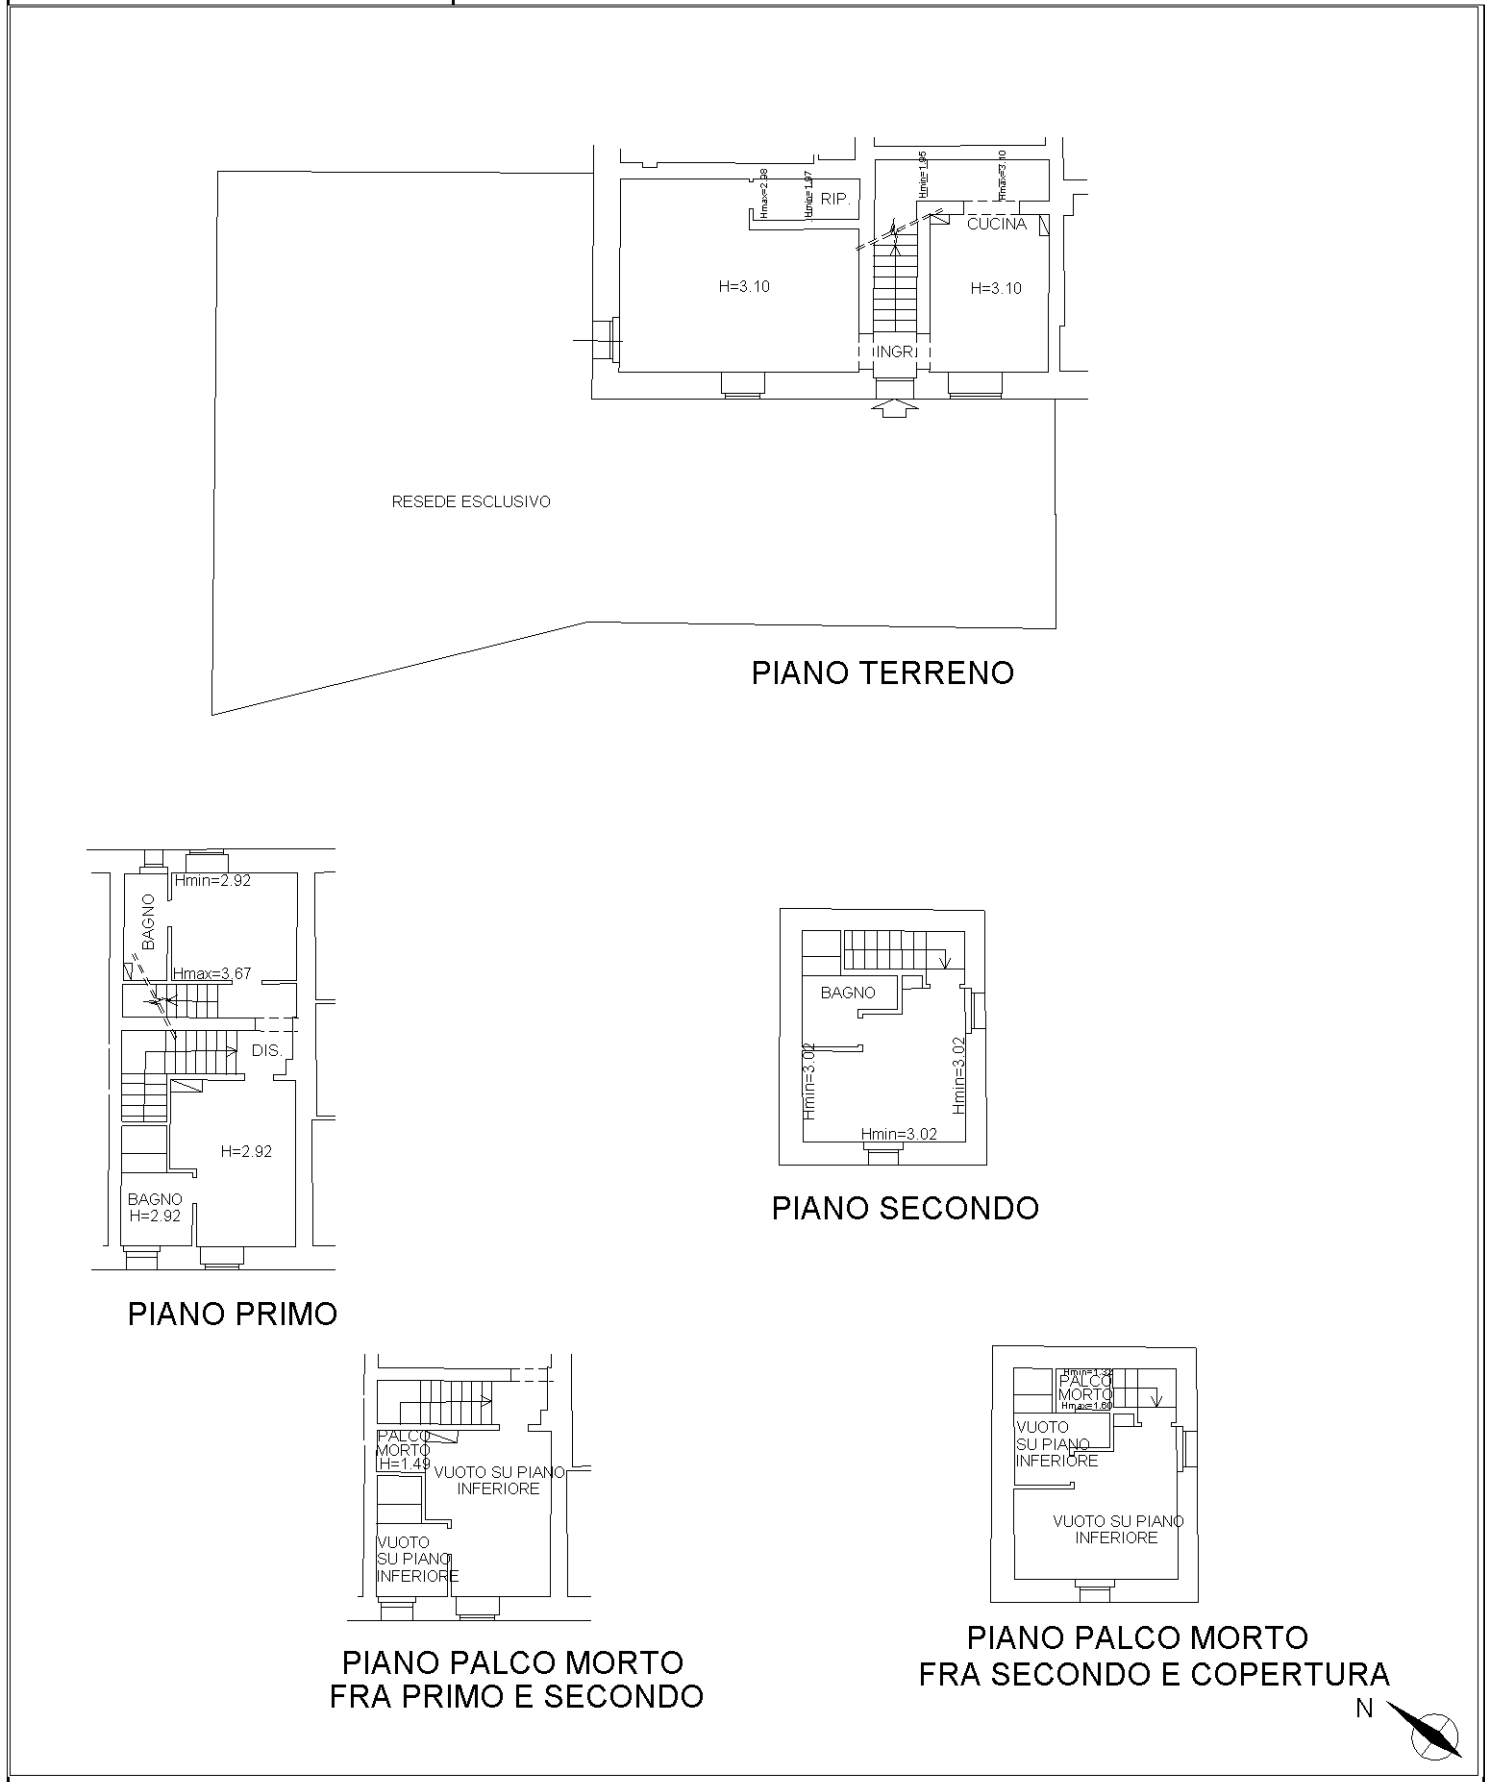 Hmax=2.98
Hmin=1.97
RIP.
Hmin=1.95
Hmax=3.10
CUCINA
H=3.10
H=3.10
INGR.
RESEDE ESCLUSIVO
PIANO TERRENO
Hmin=2.92
BAGNO
Hmax=3.67
DIS.
H=2.92
BAGNO
H=2.92
PIANO PRIMO
BAGNO
Hmin=3.02
Hmin=3.02
Hmin=3.02
PIANO SECONDO
PALCO
MORTO
H=1.49
VUOTO SU PIANO
INFERIORE
VUOTO
SU PIANO
INFERIORE
PIANO PALCO MORTO
FRA PRIMO E SECONDO
PALCO
MORTO
Hmax=1.60
VUOTO
SU PIANO
INFERIORE
VUOTO SU PIANO
INFERIORE
PIANO PALCO MORTO
FRA SECONDO E COPERTURA
N